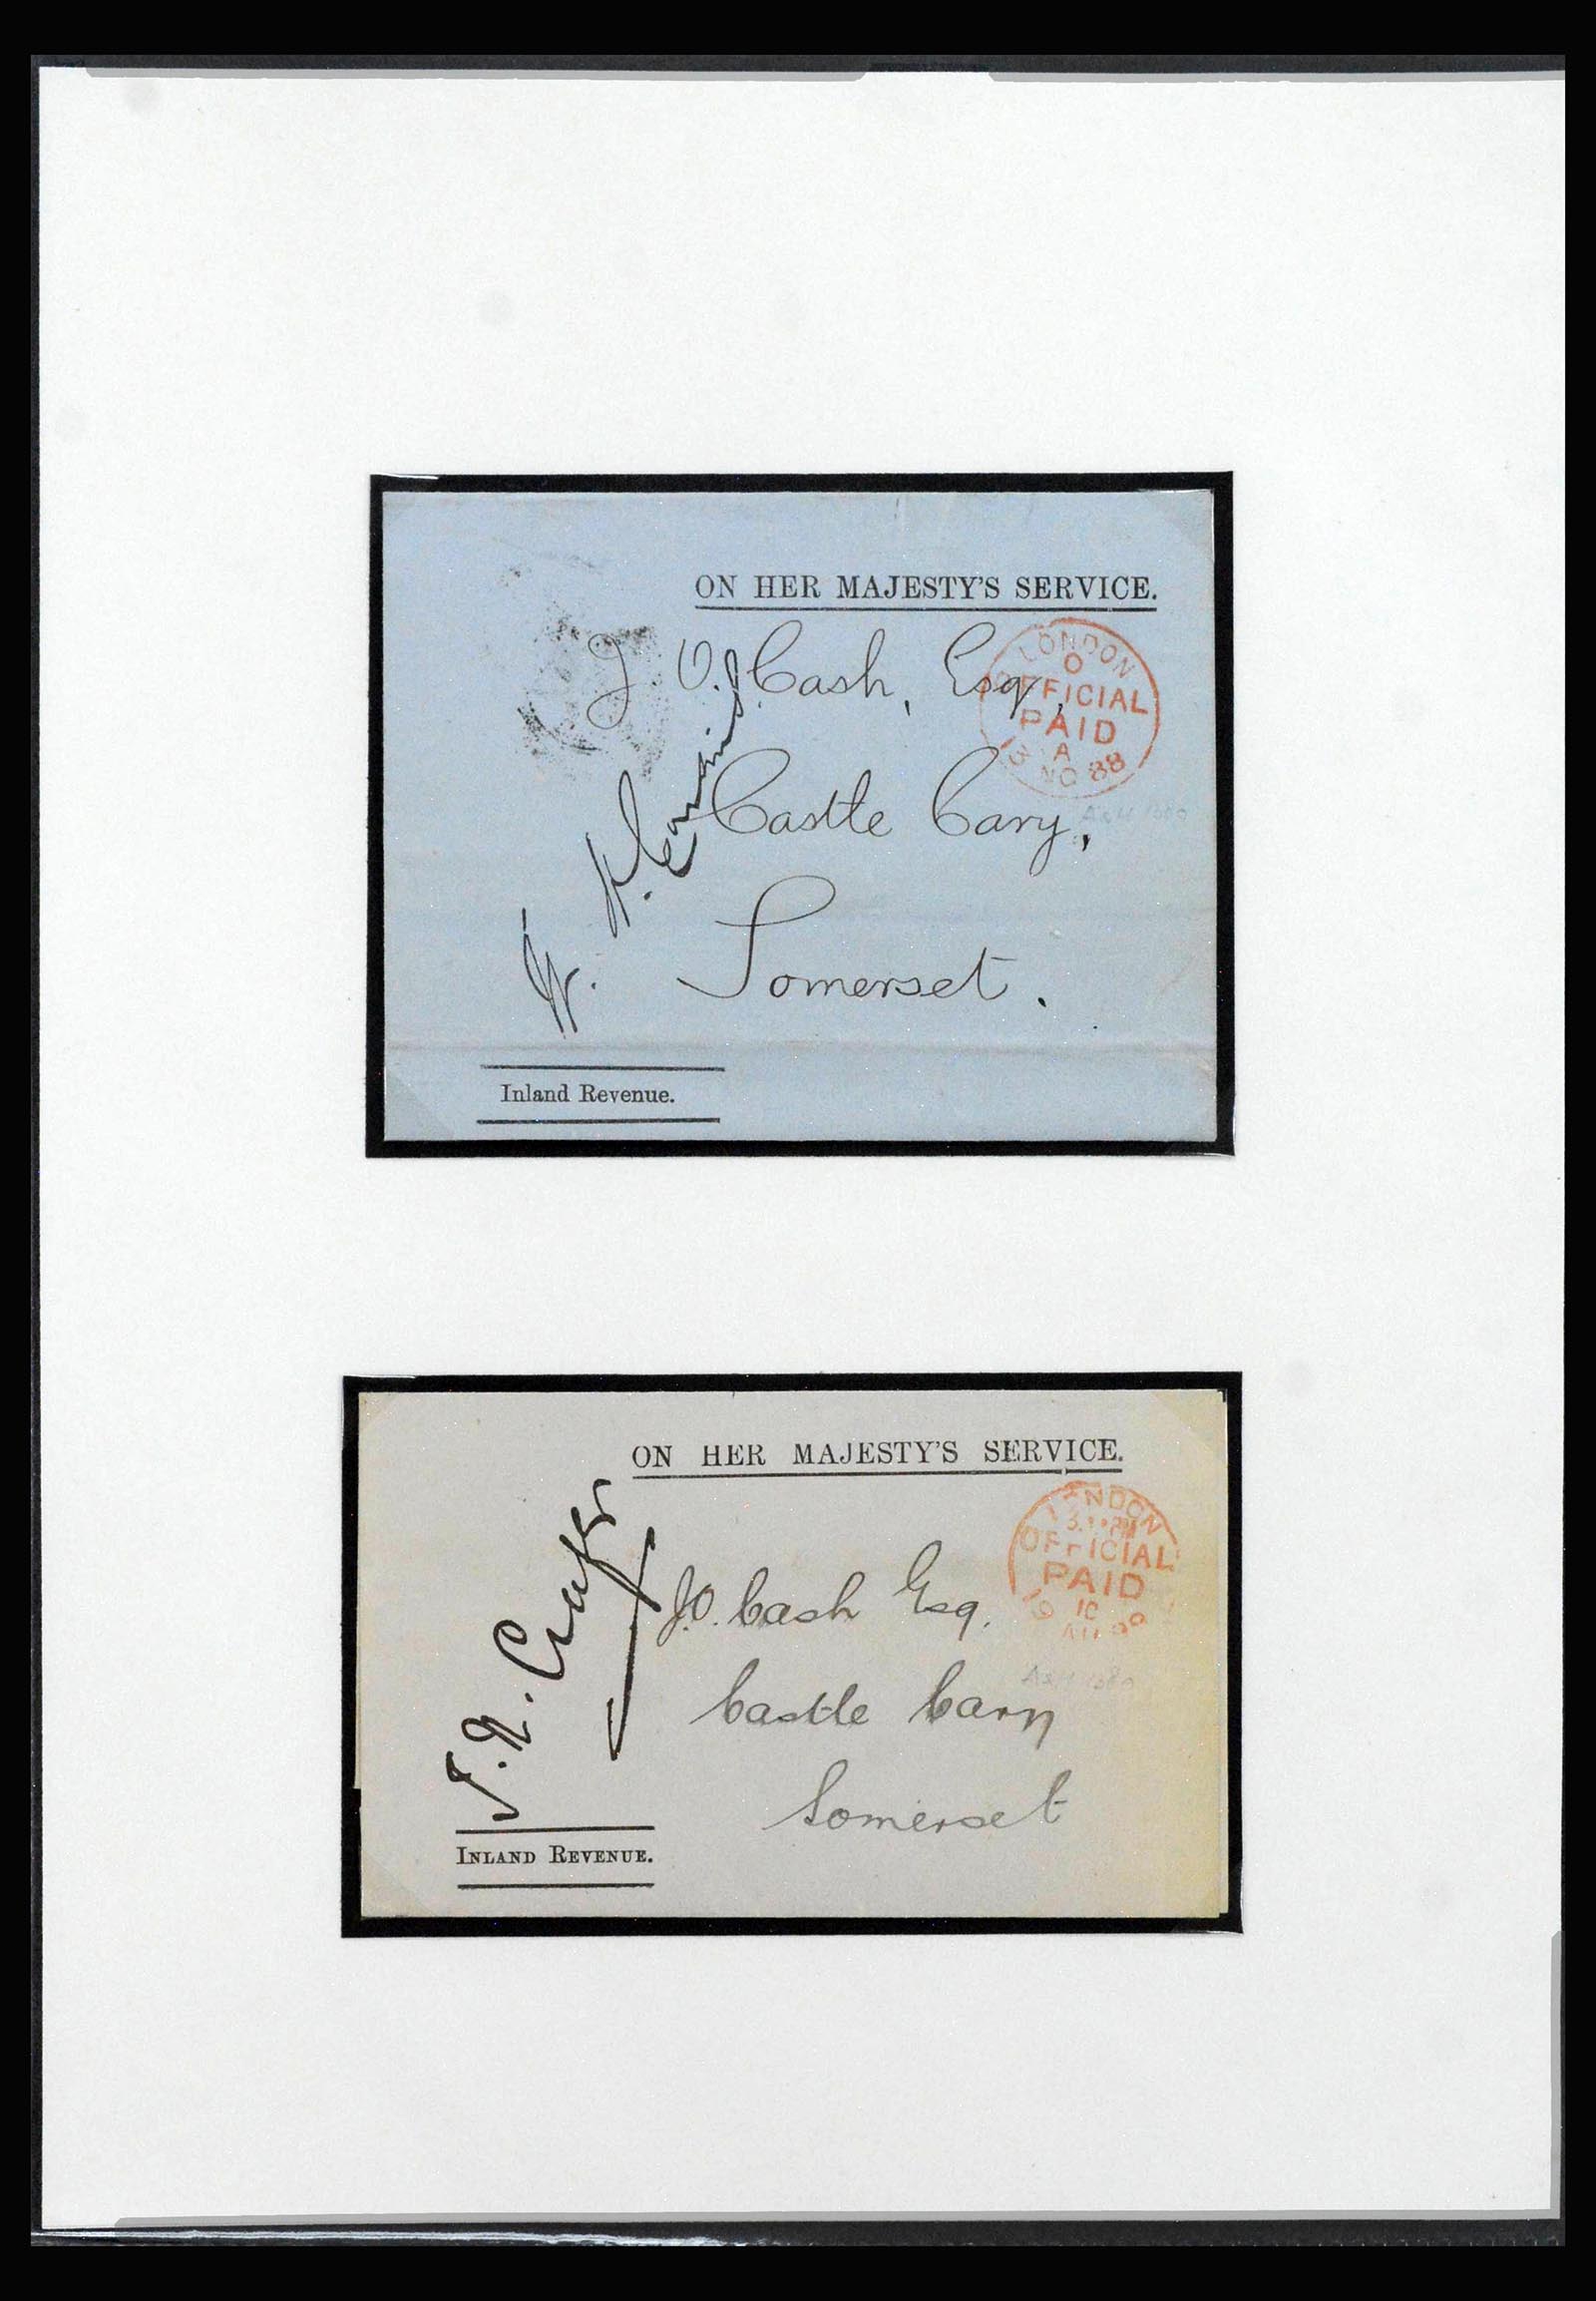 ON HER MAJESTY'S SERVICE.
J. O. Cash, Esq.,
LONDON
O
OFFICIAL
PAID
A
3 NO 88
Castle Cary,
Somerset.
Inland Revenue.
ON HER MAJESTY'S SERVICE.
LONDON
OFFICIAL
PAID
J.O. Cash Esq.
Castle Cary
Somerset
INLAND REVENUE.